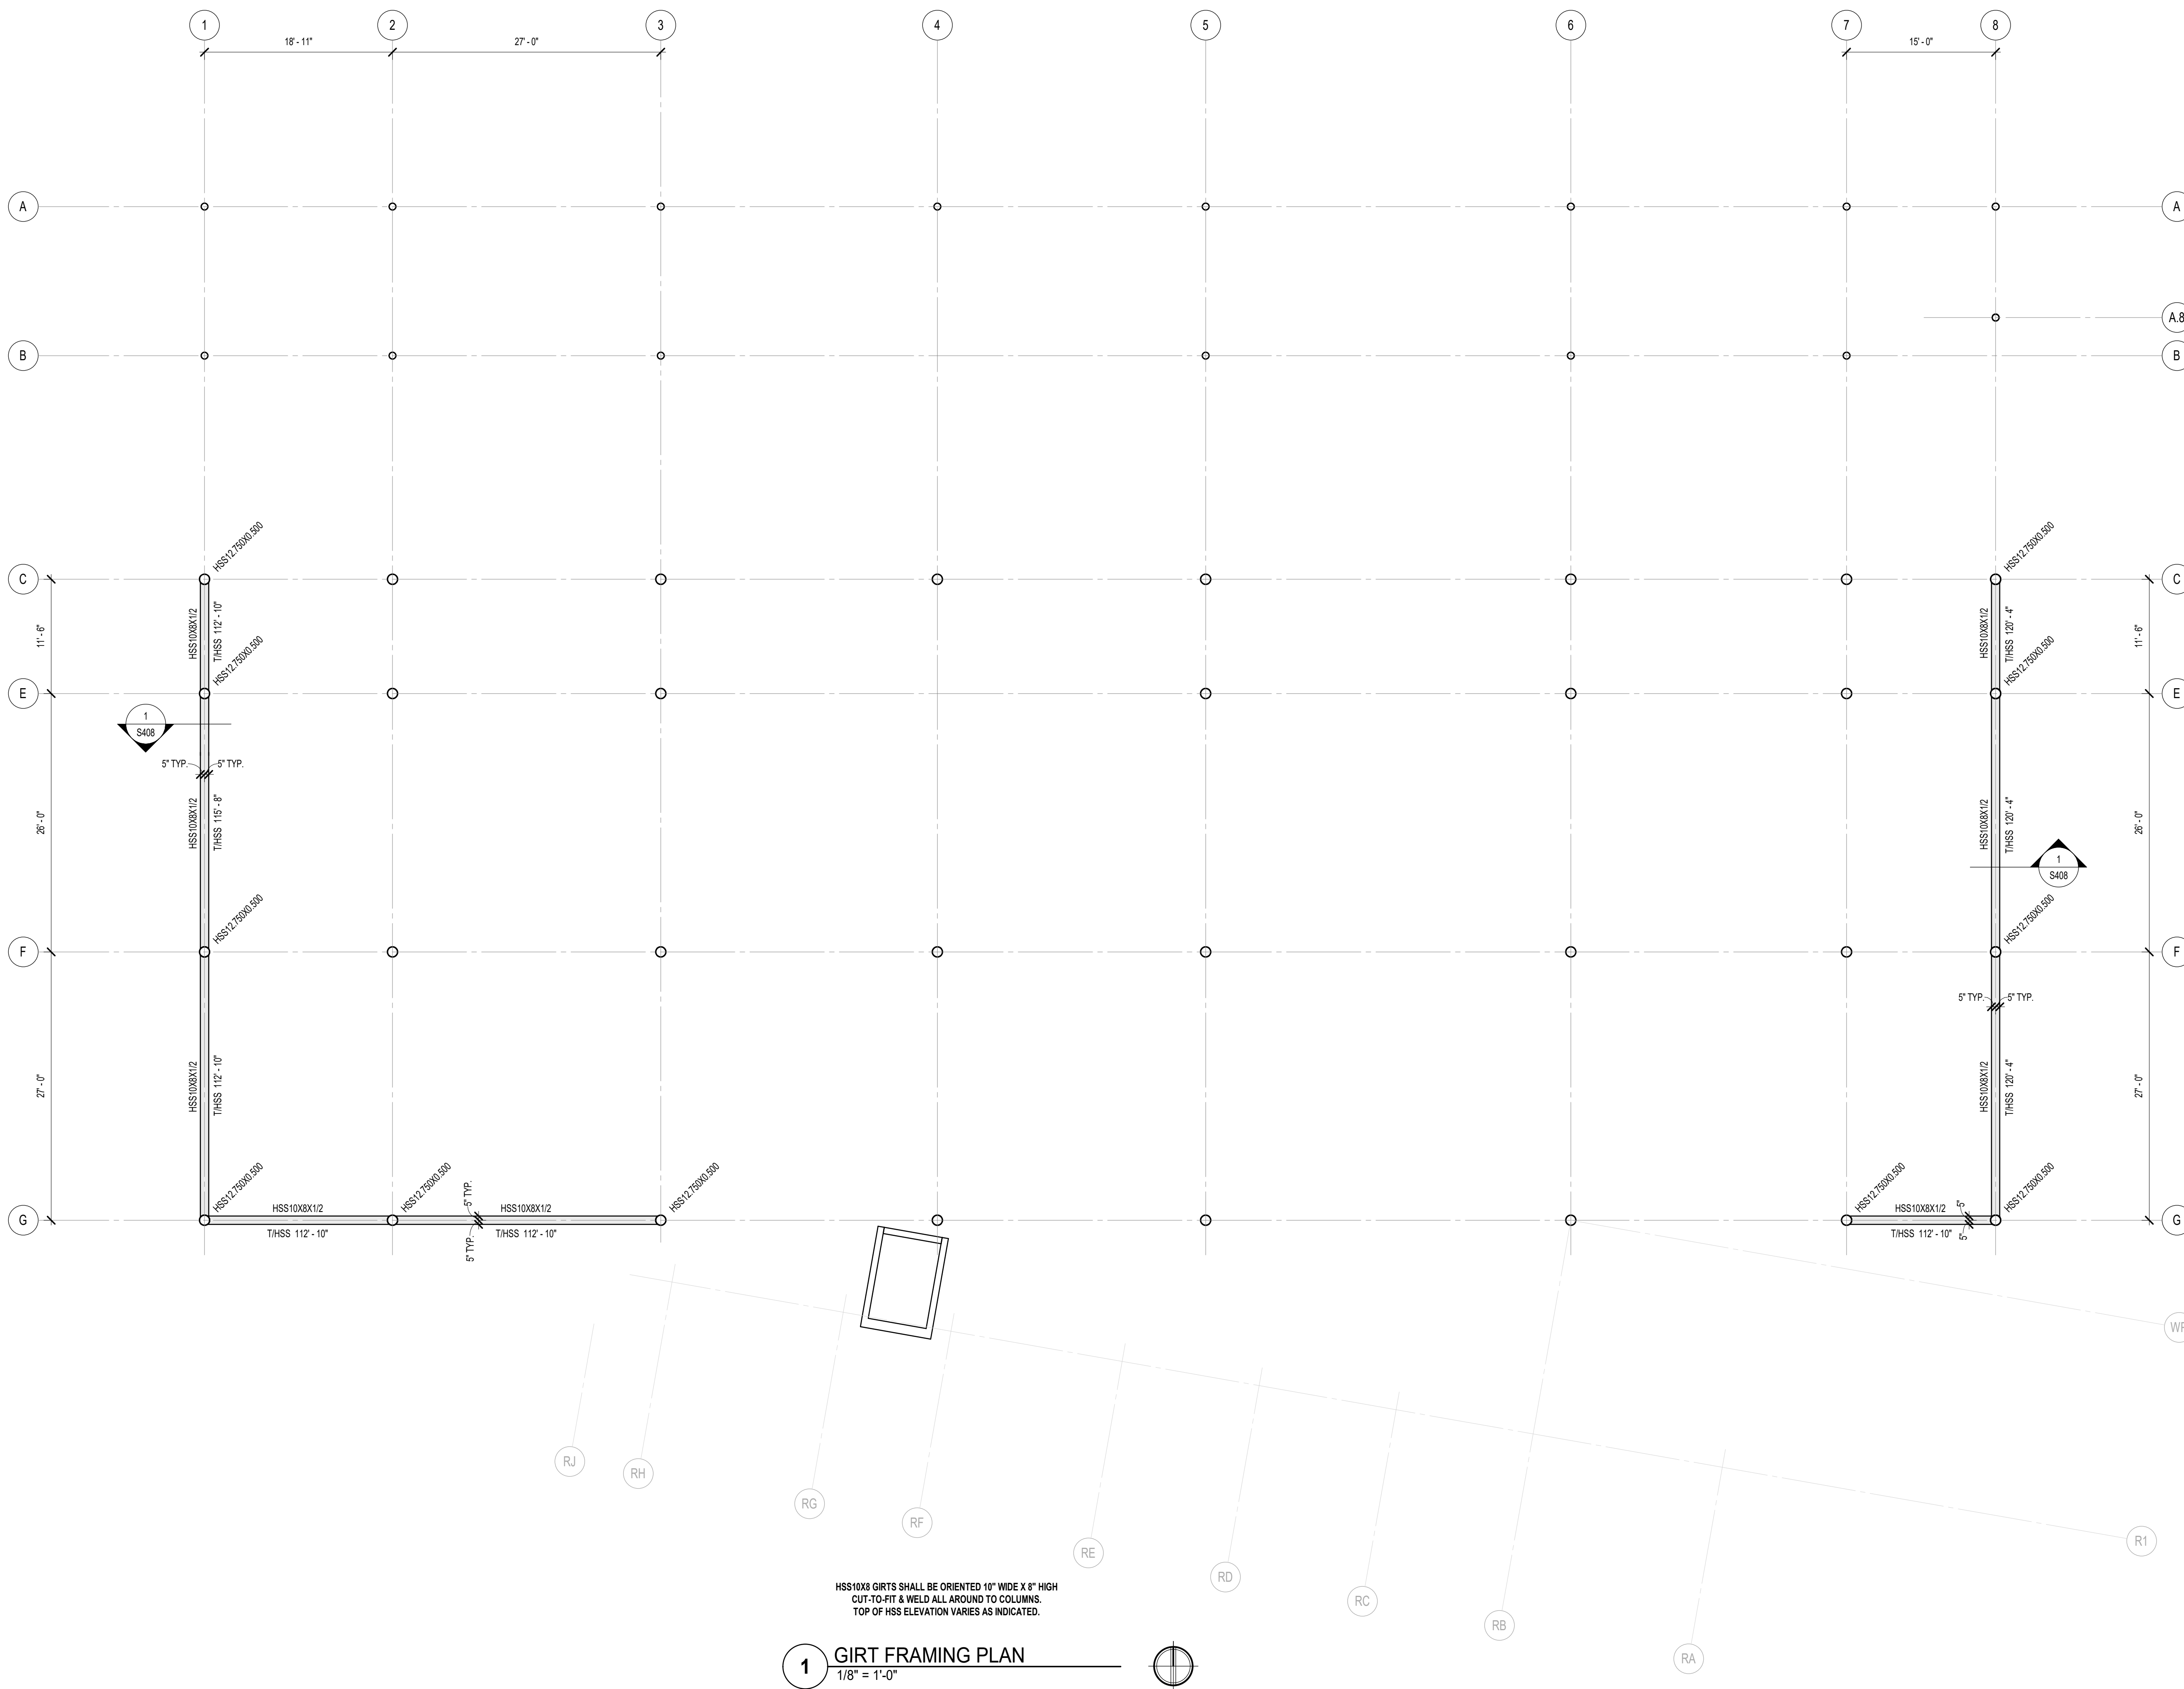 1
2
3
4
5
6
7
8
18' - 11"
27' - 0"
15' - 0"
A
A
A.8
B
B
HSS12.750X0.500
HSS12.750X0.500
C
C
11' - 6"
HSS10X8X1/2
T/HSS 112' - 10"
HSS10X8X1/2
T/HSS 120' - 4"
11' - 6"
HSS12.750X0.500
HSS12.750X0.500
E
E
1
S408
5" TYP.
5" TYP.
26' - 0"
HSS10X8X1/2
T/HSS 115' - 8"
HSS10X8X1/2
T/HSS 120' - 4"
26' - 0"
1
S408
HSS12.750X0.500
HSS12.750X0.500
F
F
5" TYP.
5" TYP.
27' - 0"
HSS10X8X1/2
T/HSS 112' - 10"
HSS10X8X1/2
T/HSS 120' - 4"
27' - 0"
HSS12.750X0.500
HSS12.750X0.500
HSS12.750X0.500
HSS12.750X0.500
HSS12.750X0.500
HSS10X8X1/2
5" TYP.
HSS10X8X1/2
HSS10X8X1/2
5"
G
G
T/HSS 112' - 10"
5" TYP.
T/HSS 112' - 10"
T/HSS 112' - 10"
5"
RJ
RH
RG
RF
RE
RD
RC
RB
RA
R1
HSS10X8 GIRTS SHALL BE ORIENTED 10" WIDE X 8" HIGH
CUT-TO-FIT & WELD ALL AROUND TO COLUMNS.
TOP OF HSS ELEVATION VARIES AS INDICATED.
1
GIRT FRAMING PLAN
1/8" = 1'-0"